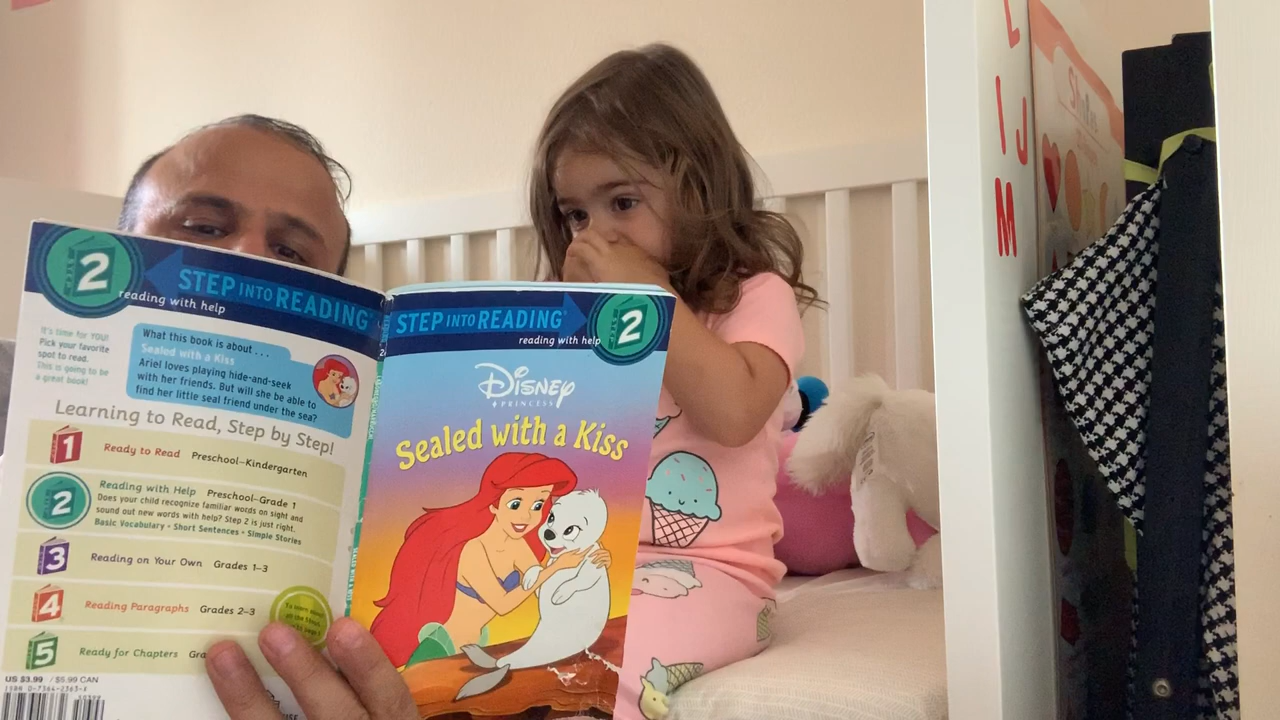 2
STEP INTO READING®
reading with help
It's time for YOU!
Pick your favorite
spot to read.
This is going to be
a great book!
What this book is about . . .
Sealed with a Kiss
Ariel loves playing hide-and-seek
with her friends. But will she be able to
find her little seal friend under the sea?
Learning to Read, Step by Step!
1 Ready to Read Preschool–Kindergarten
2 Reading with Help Preschool–Grade 1
Does your child recognize familiar words on sight and
sound out new words with help? Step 2 is just right.
Basic Vocabulary • Short Sentences • Simple Stories
3 Reading on Your Own Grades 1–3
4 Reading Paragraphs Grades 2–3
5 Ready for Chapters Gra
US $3.99 / $5.99 CAN
ISBN 0-7364-2363-X
STEP INTO READING®
2
reading with help
Disney
PRINCESS
Sealed with a Kiss
L
I J
M